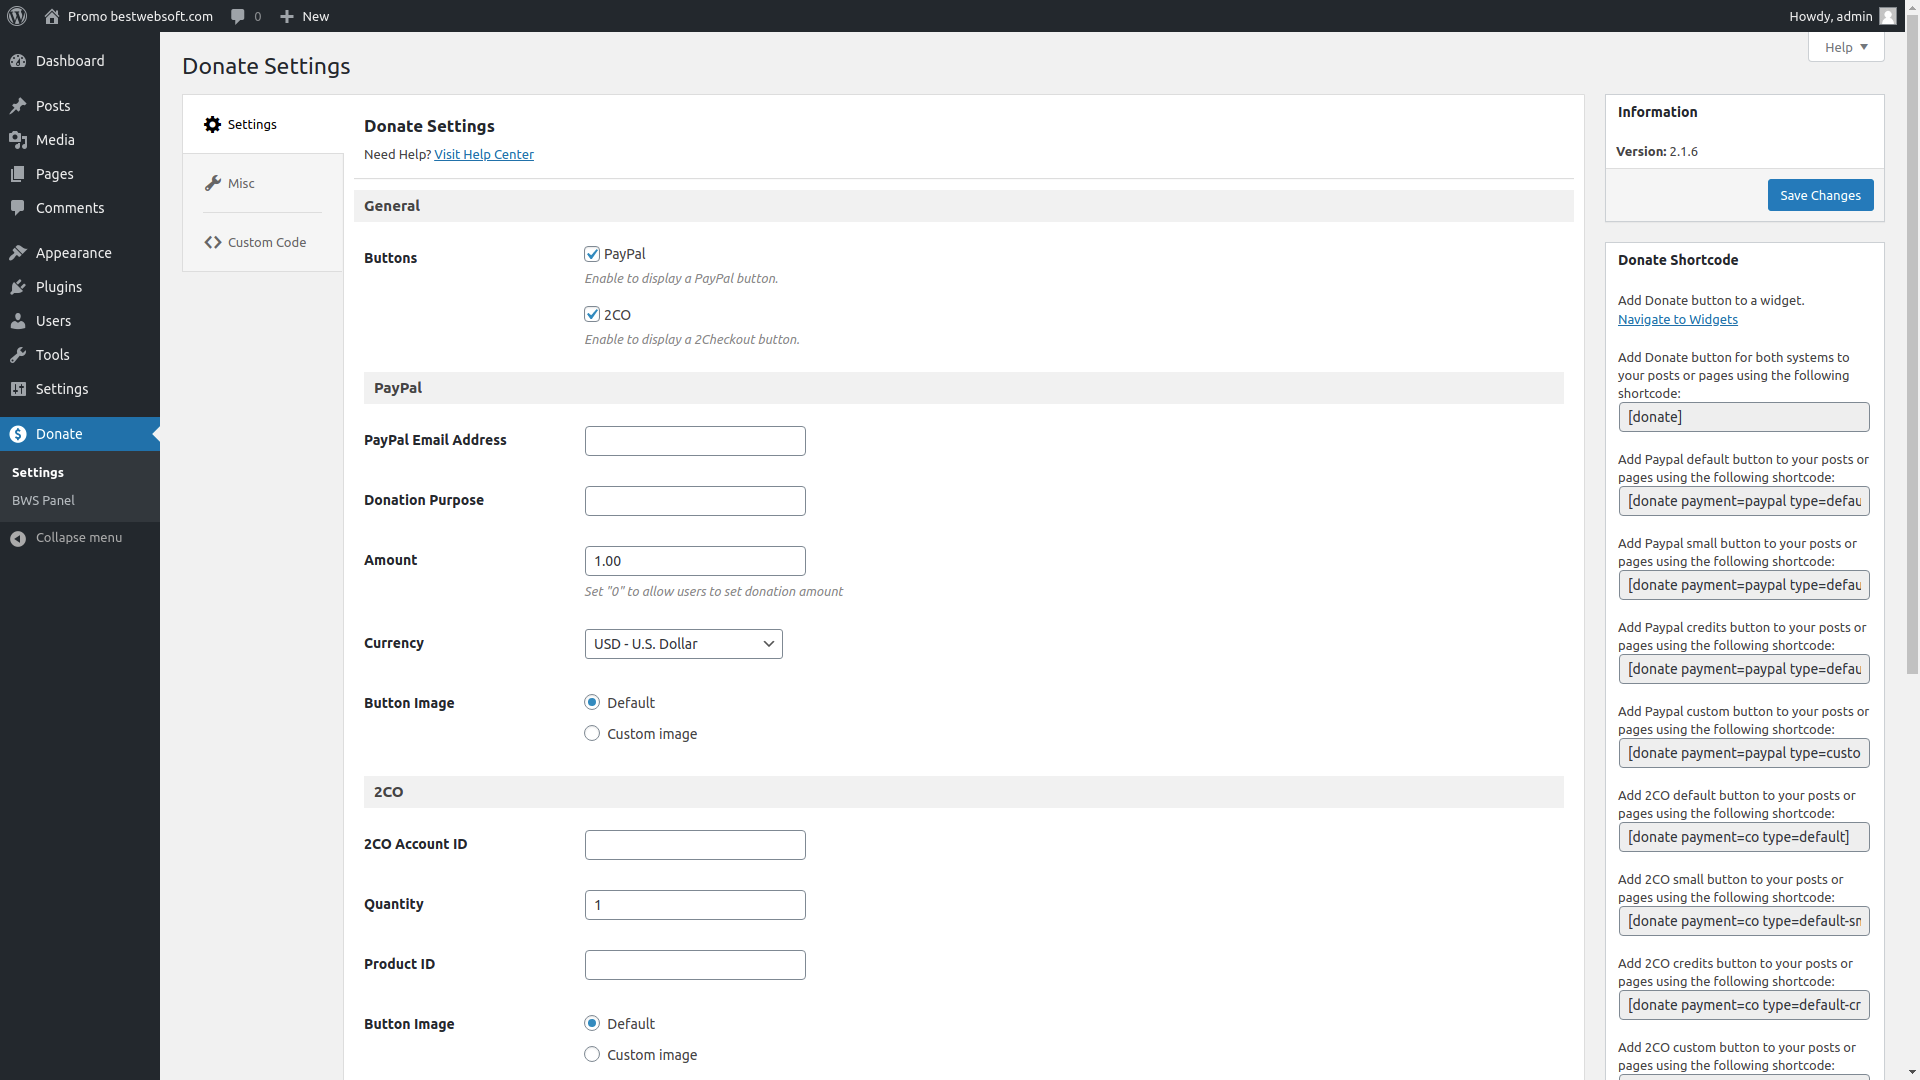 Promo bestwebsoft.com
0
New
Howdy, admin
Help
Dashboard
Posts
Media
Pages
Comments
Appearance
Plugins
Users
Tools
Settings
Donate
Settings
BWS Panel
Collapse menu
Donate Settings
Settings
Misc
Custom Code
Donate Settings
Need Help? Visit Help Center
General
Buttons
PayPal
Enable to display a PayPal button.
2CO
Enable to display a 2Checkout button.
PayPal
PayPal Email Address
Donation Purpose
Amount
1.00
Set "0" to allow users to set donation amount
Currency
USD - U.S. Dollar
Button Image
Default
Custom image
2CO
2CO Account ID
Quantity
1
Product ID
Button Image
Default
Custom image
Information
Version: 2.1.6
Save Changes
Donate Shortcode
Add Donate button to a widget.
Navigate to Widgets
Add Donate button for both systems to
your posts or pages using the following
shortcode:
[donate]
Add Paypal default button to your posts or
pages using the following shortcode:
[donate payment=paypal type=defau
Add Paypal small button to your posts or
pages using the following shortcode:
[donate payment=paypal type=defau
Add Paypal credits button to your posts or
pages using the following shortcode:
[donate payment=paypal type=defau
Add Paypal custom button to your posts or
pages using the following shortcode:
[donate payment=paypal type=custo
Add 2CO default button to your posts or
pages using the following shortcode:
[donate payment=co type=default]
Add 2CO small button to your posts or
pages using the following shortcode:
[donate payment=co type=default-sm
Add 2CO credits button to your posts or
pages using the following shortcode:
[donate payment=co type=default-cr
Add 2CO custom button to your posts or
pages using the following shortcode: